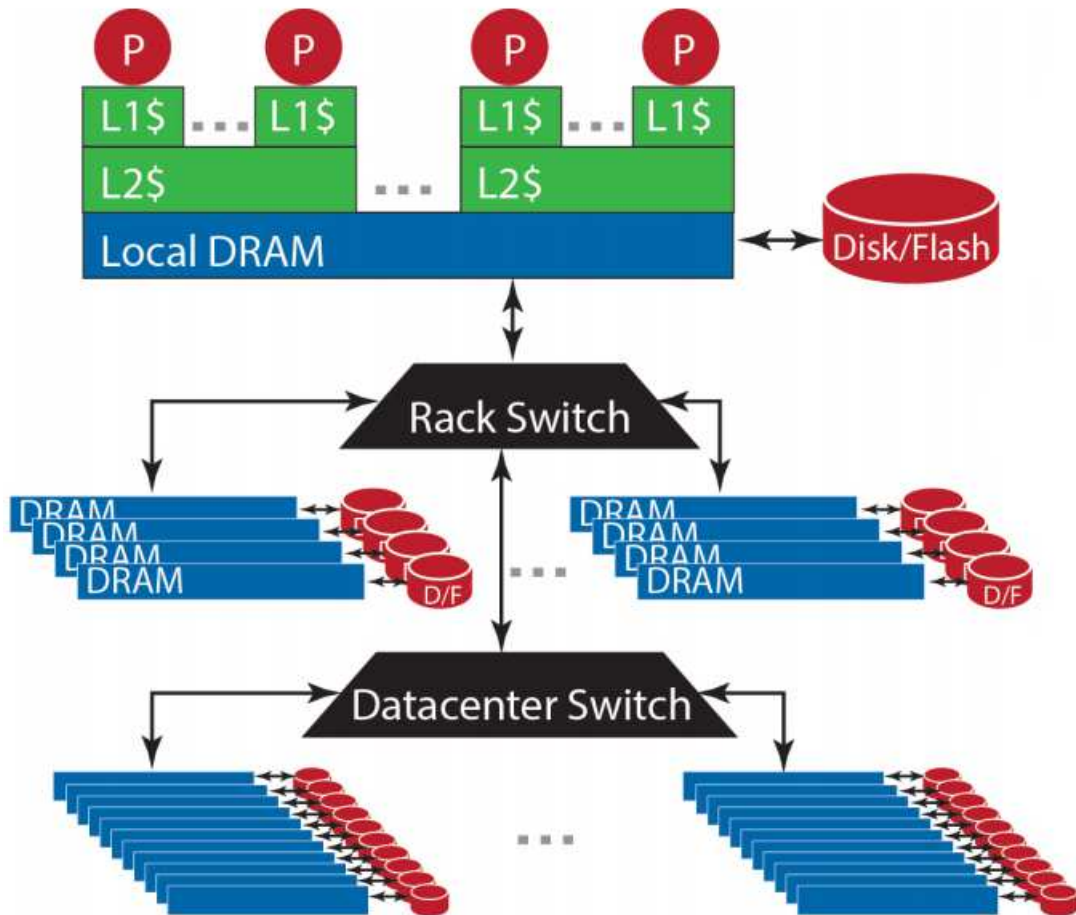 P P P P
L1$ L1$ L1$ L1$
L2$ L2$
Local DRAM
Disk/Flash
Rack Switch
DRAM DRAM
DRAM DRAM
DRAM DRAM
DRAM DRAM
D/F D/F
Datacenter Switch